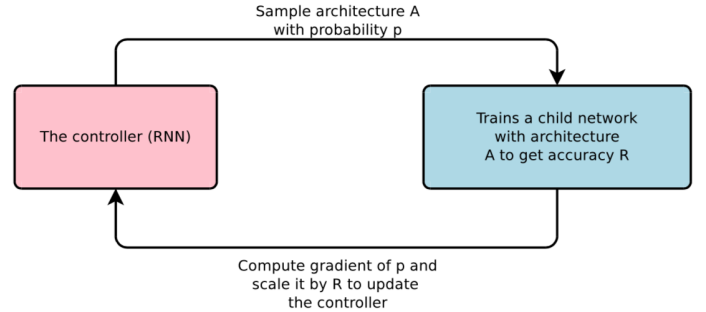 Sample architecture A
with probability p
The controller (RNN)
Trains a child network
with architecture
A to get accuracy R
Compute gradient of p and
scale it by R to update
the controller